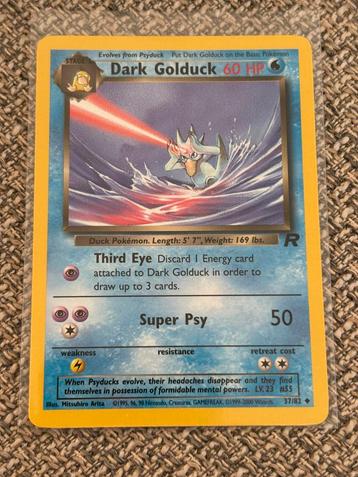 Evolves from Psyduck Put Dark Golduck on the Basic Pokémon
STAGE 1
Dark Golduck 60 HP
Duck Pokémon. Length: 5' 7", Weight: 169 lbs.
R
Third Eye Discard 1 Energy card
attached to Dark Golduck in order to
draw up to 3 cards.
Super Psy 50
weakness resistance retreat cost
When Psyducks evolve, their headaches disappear and they find
themselves in possession of formidable mental powers. LV. 23 #55
Illus. Mitsuhiro Arita ©1995, 96, 98 Nintendo, Creatures, GAMEFREAK. ©1999-2000 Wizards. 37/82